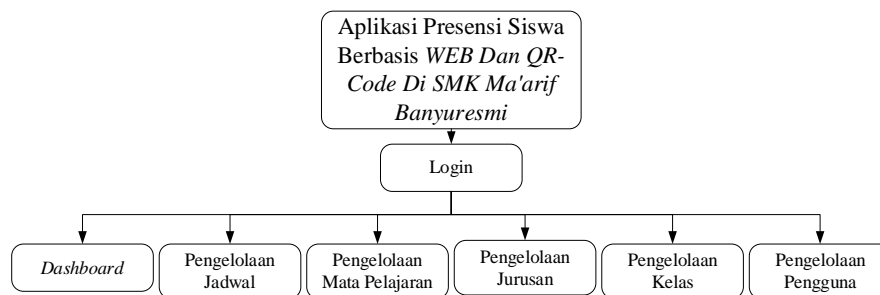 Aplikasi Presensi Siswa
Berbasis WEB Dan QR-
Code Di SMK Ma'arif
Banyuresmi
Login
Dashboard
Pengelolaan
Jadwal
Pengelolaan
Mata Pelajaran
Pengelolaan
Jurusan
Pengelolaan
Kelas
Pengelolaan
Pengguna